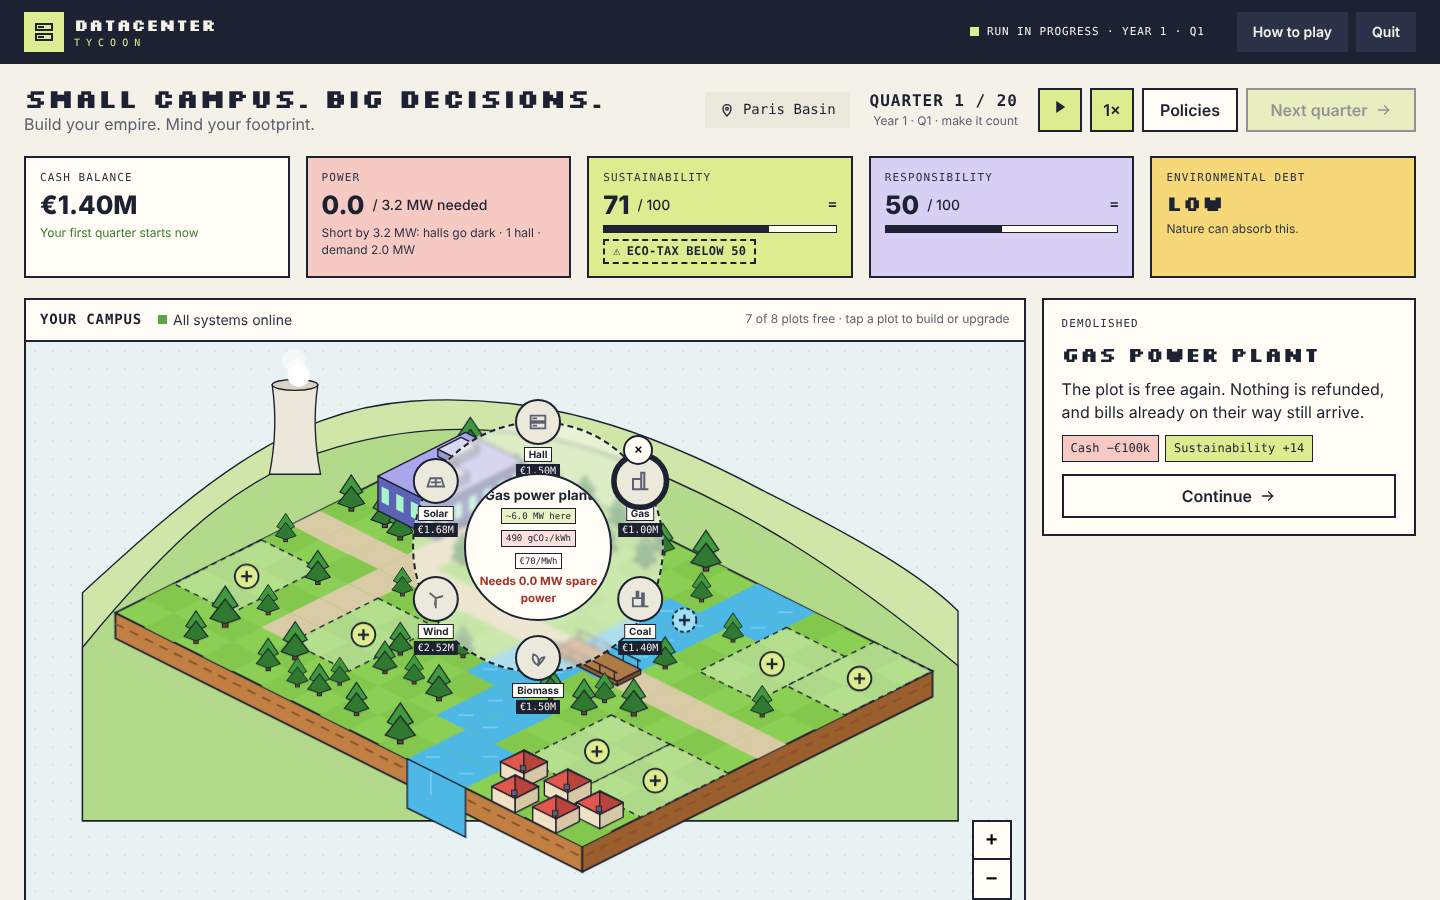 DATACENTER
TYCOON
RUN IN PROGRESS · YEAR 1 · Q1
How to play
Quit
SMALL CAMPUS. BIG DECISIONS.
Build your empire. Mind your footprint.
Paris Basin
QUARTER 1 / 20
Year 1 · Q1 · make it count
1×
Policies
Next quarter →
CASH BALANCE
€1.40M
Your first quarter starts now
POWER
0.0 / 3.2 MW needed
Short by 3.2 MW: halls go dark · 1 hall ·
demand 2.0 MW
SUSTAINABILITY
71 / 100 =
⚠ ECO-TAX BELOW 50
RESPONSIBILITY
50 / 100 =
ENVIRONMENTAL DEBT
LOW
Nature can absorb this.
YOUR CAMPUS
All systems online
7 of 8 plots free · tap a plot to build or upgrade
Hall
€1.50M
×
Solar
€1.68M
Gas
€1.00M
Gas power plant
~6.0 MW here
490 gCO₂/kWh
€70/MWh
Needs 0.0 MW spare
power
Wind
€2.52M
Coal
€1.40M
Biomass
€1.50M
+
−
DEMOLISHED
GAS POWER PLANT
The plot is free again. Nothing is refunded,
and bills already on their way still arrive.
Cash −€100k
Sustainability +14
Continue →